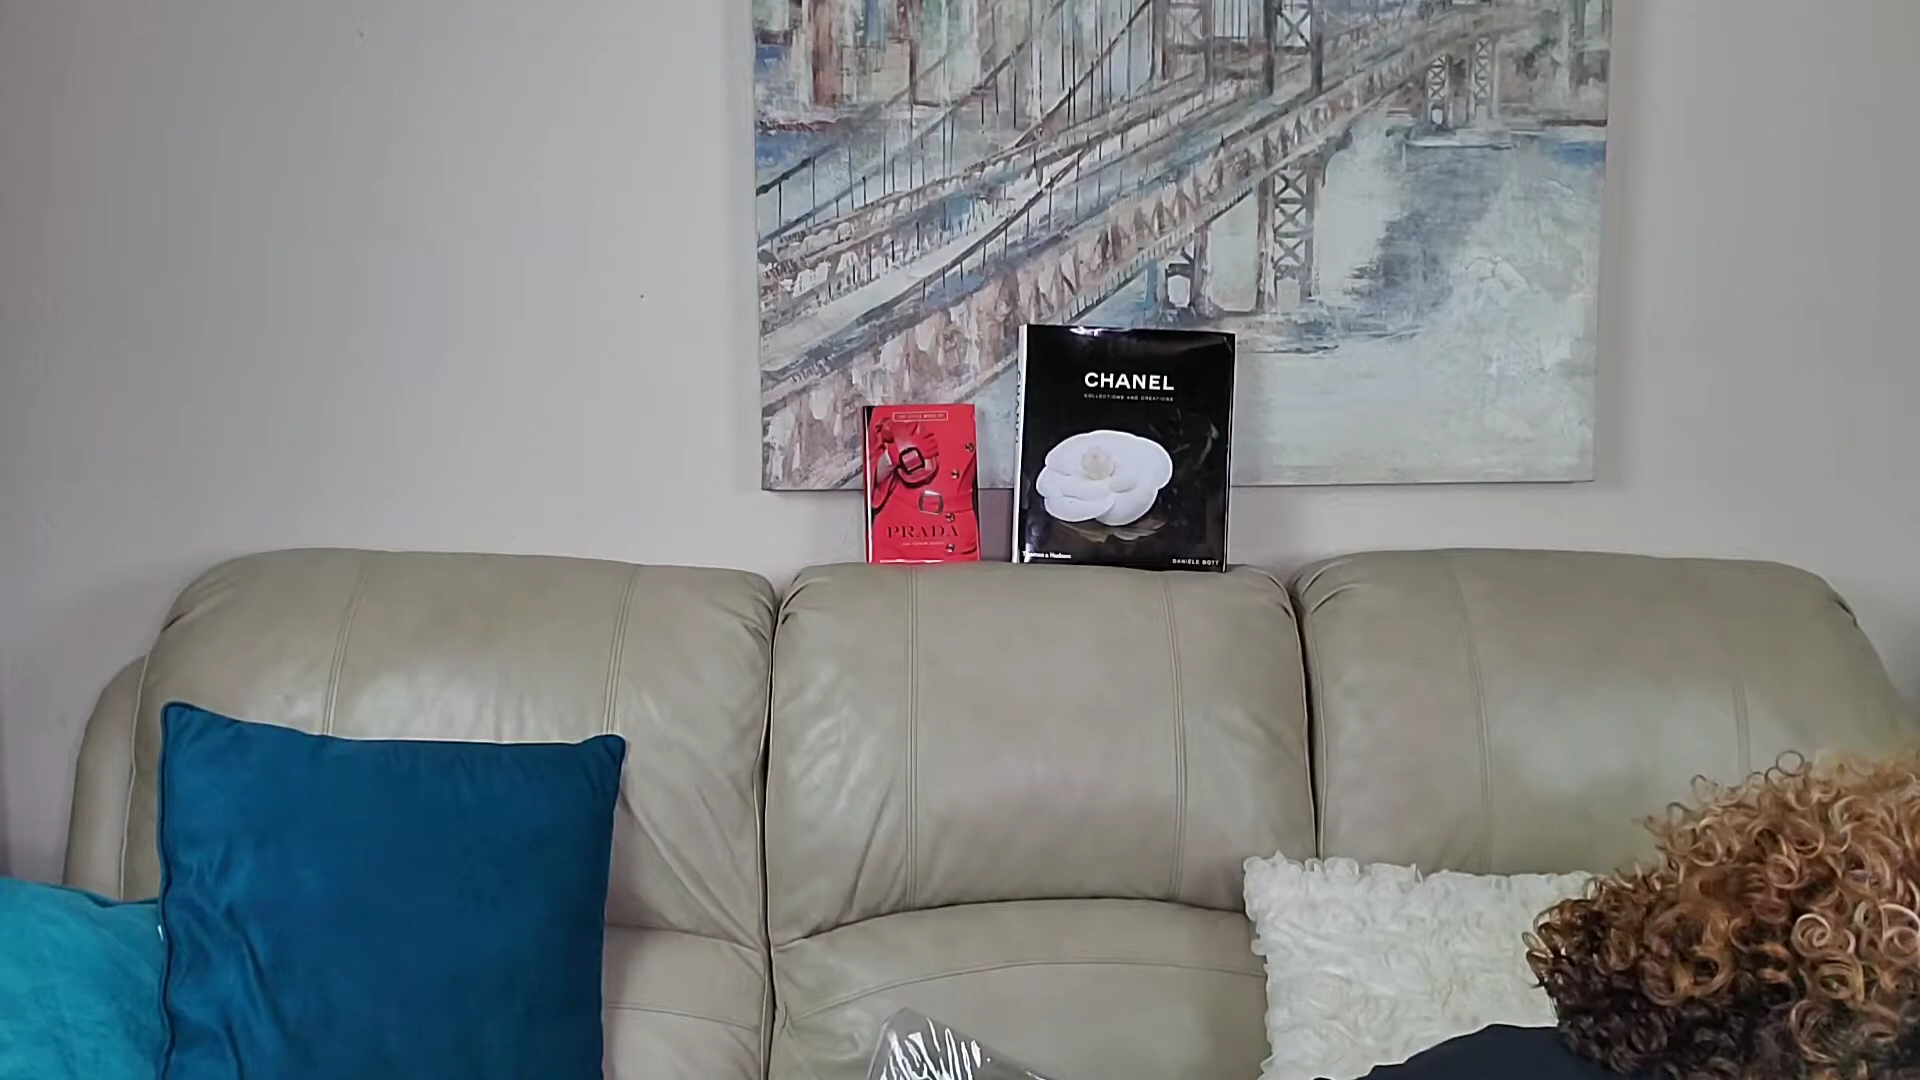 CHANEL
COLLECTIONS AND CREATIONS
PRADA
Thames & Hudson
DANIÈLE BOTT